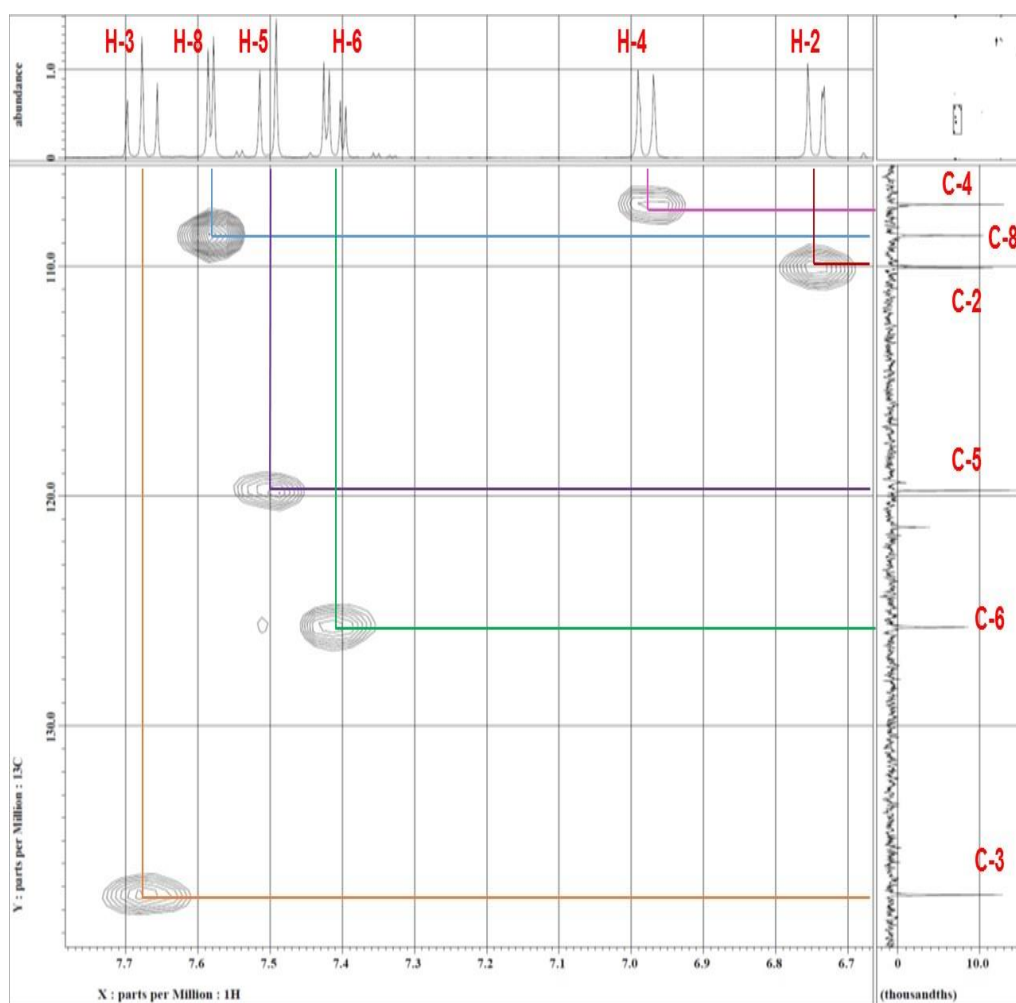 H-3 H-8 H-5 H-6 H-4 H-2
abundance
1.0
0
C-4
C-8
C-2
C-5
C-6
C-3
110.0
120.0
130.0
Y : parts per Million : 13C
7.7 7.6 7.5 7.4 7.3 7.2 7.1 7.0 6.9 6.8 6.7
0 10.0
X : parts per Million : 1H
(thousandths)